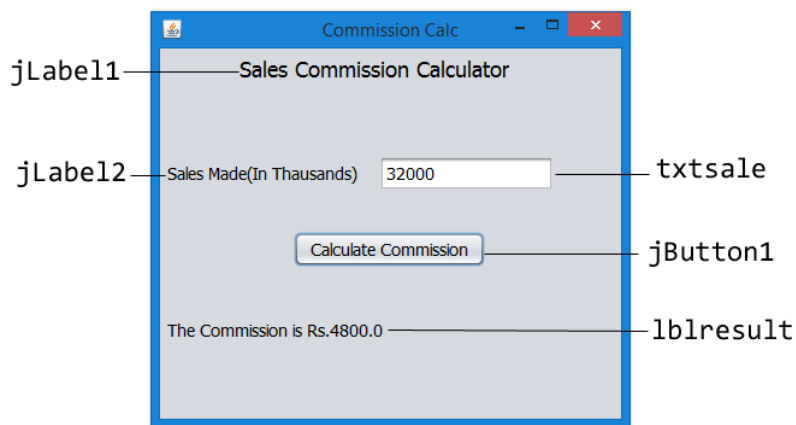 Commission Calc
jLabel1 Sales Commission Calculator
jLabel2 Sales Made(In Thausands) 32000 txtsale
Calculate Commission jButton1
The Commission is Rs.4800.0 lblresult